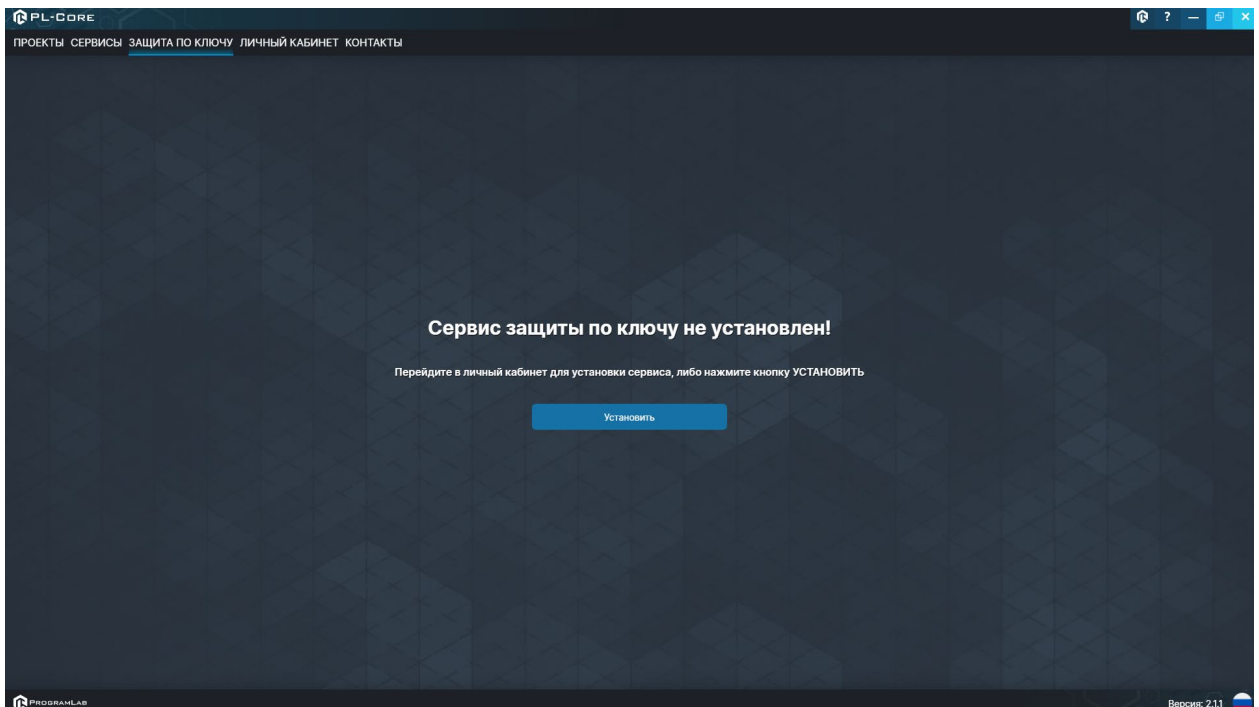 PL-CORE
?
ПРОЕКТЫ СЕРВИСЫ ЗАЩИТА ПО КЛЮЧУ ЛИЧНЫЙ КАБИНЕТ КОНТАКТЫ
Сервис защиты по ключу не установлен!
Перейдите в личный кабинет для установки сервиса, либо нажмите кнопку УСТАНОВИТЬ
Установить
PROGRAMLAB
Версия: 2.1.1